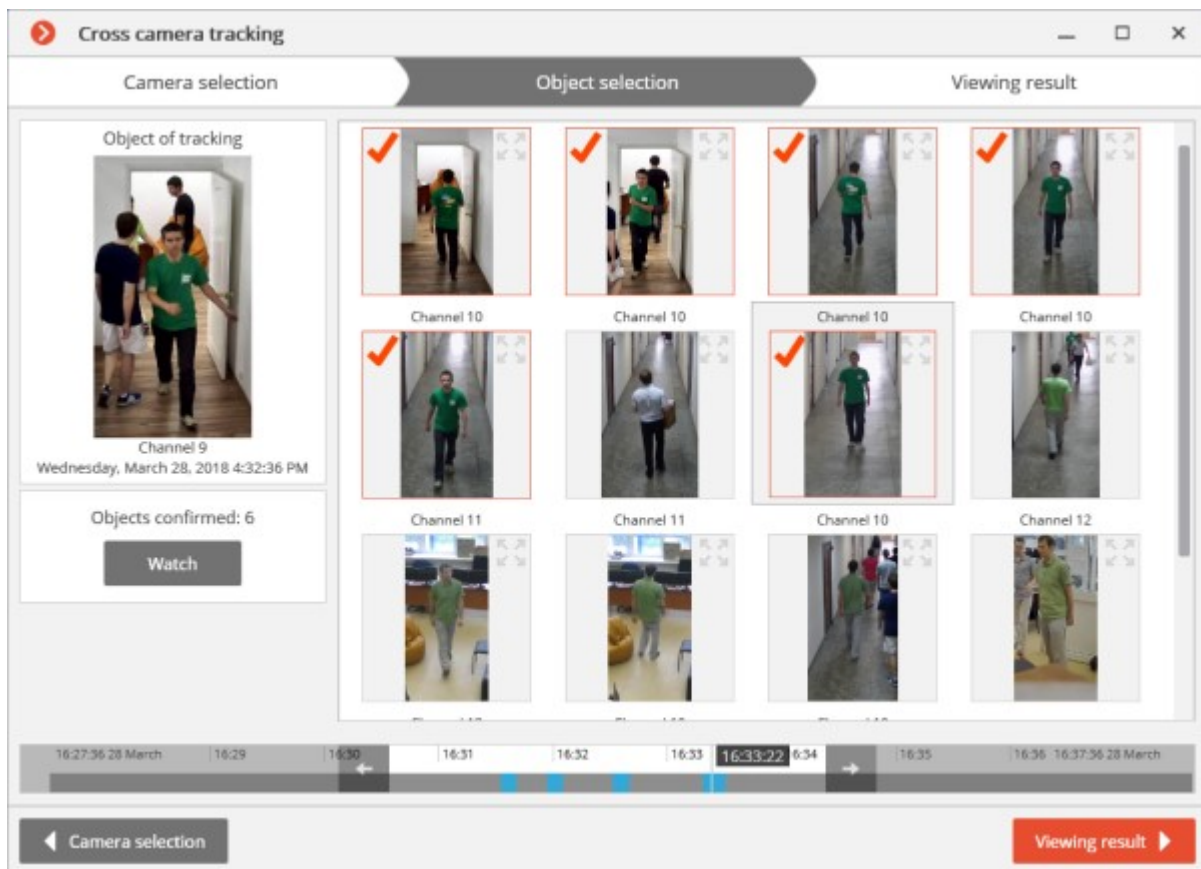 Cross camera tracking
Camera selection
Object selection
Viewing result
Object of tracking
Channel 9
Wednesday, March 28, 2018 4:32:36 PM
Objects confirmed: 6
Watch
Channel 10
Channel 10
Channel 10
Channel 10
Channel 11
Channel 11
Channel 10
Channel 12
16:27:36 28 March
16:29
16:30
16:31
16:32
16:33
16:33:22
6:34
16:35
16:36
16:37:36 28 March
Camera selection
Viewing result